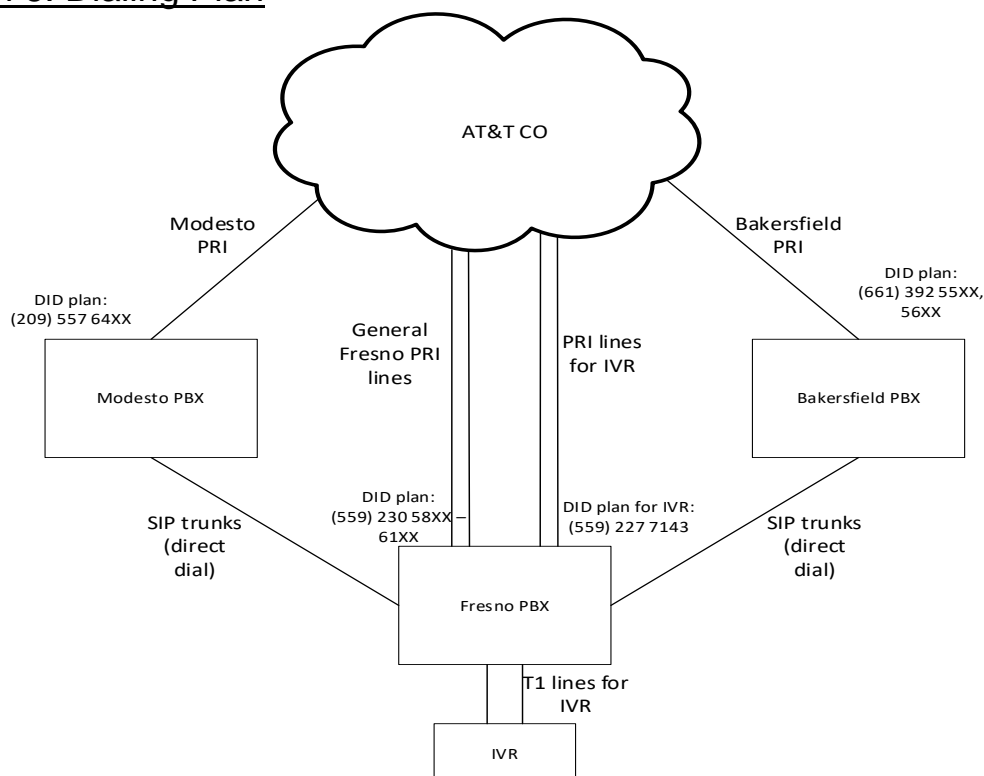 Dialing Plan
AT&T CO
Modesto
PRI
Bakersfield
PRI
DID plan:
(209) 557 64XX
DID plan:
(661) 392 55XX,
56XX
General
Fresno PRI
lines
PRI lines
for IVR
Modesto PBX
Bakersfield PBX
DID plan:
(559) 230 58XX –
61XX
DID plan for IVR:
(559) 227 7143
SIP trunks
(direct
dial)
SIP trunks
(direct
dial)
Fresno PBX
T1 lines for
IVR
IVR